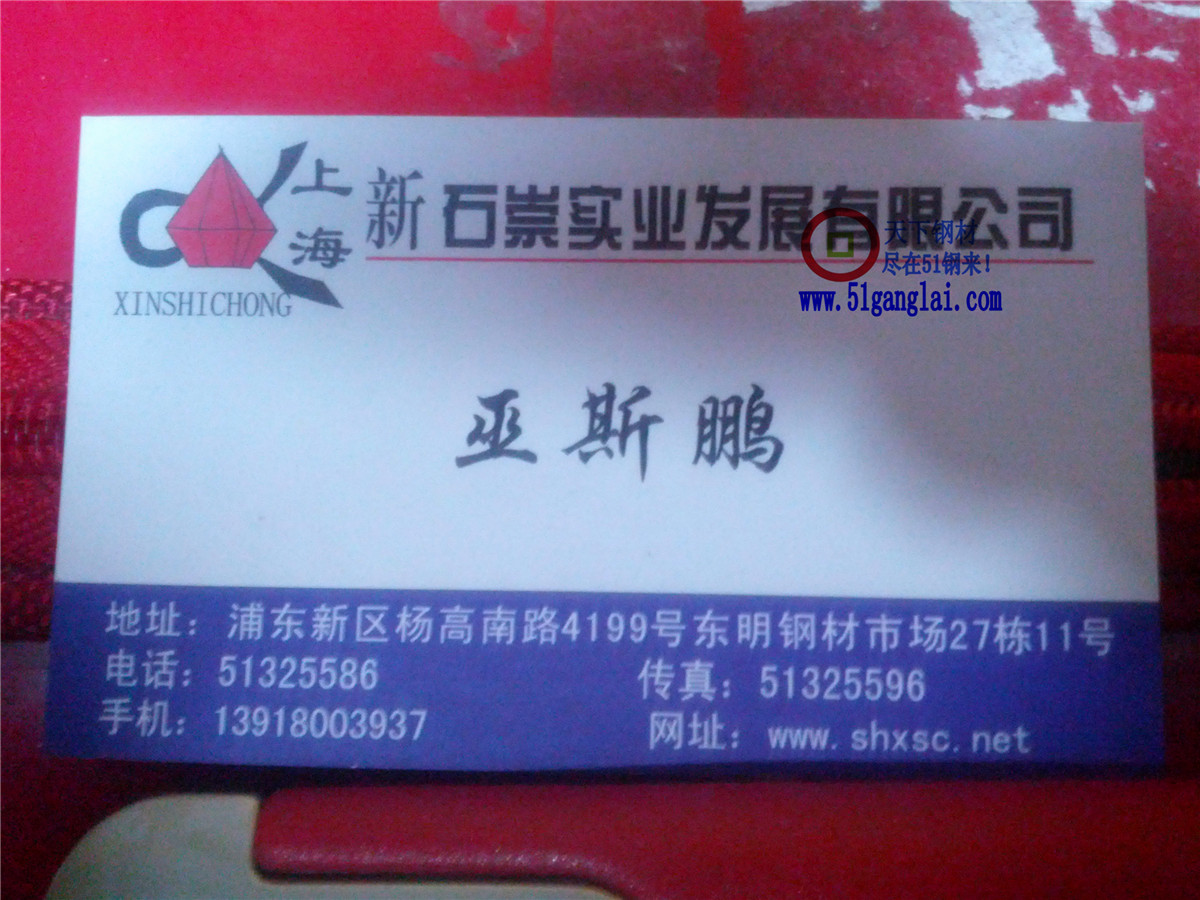 上海
新石崇实业发展有限公司
天下钢材
尽在51钢来!
www.51ganglai.com
XINSHICHONG
巫斯鹏
地址：浦东新区杨高南路4199号东明钢材市场27栋11号
电话：51325586 传真：51325596
手机：13918003937 网址：www.shxsc.net